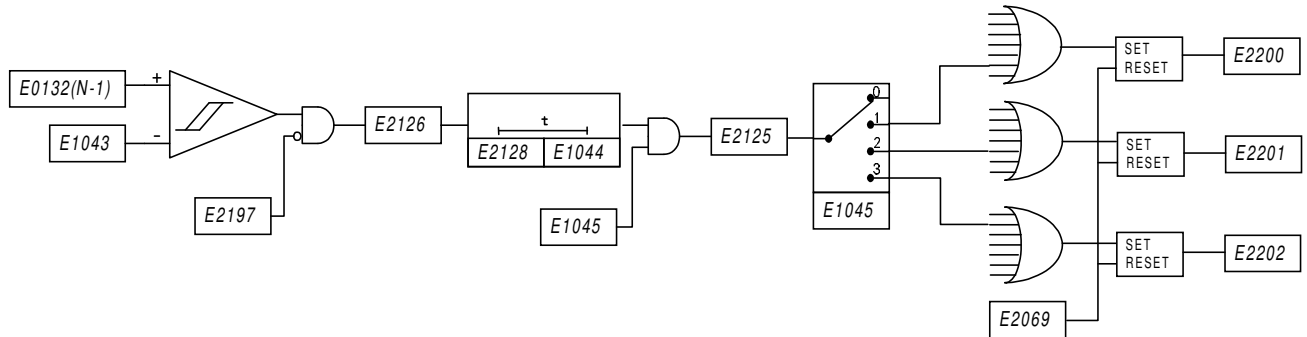 E0132(N-1)
+
E1043
-
E2197
E2126
t
E2128 E1044
E1045
E2125
0
1
2
3
E1045
SET
RESET
E2200
SET
RESET
E2201
SET
RESET
E2202
E2069